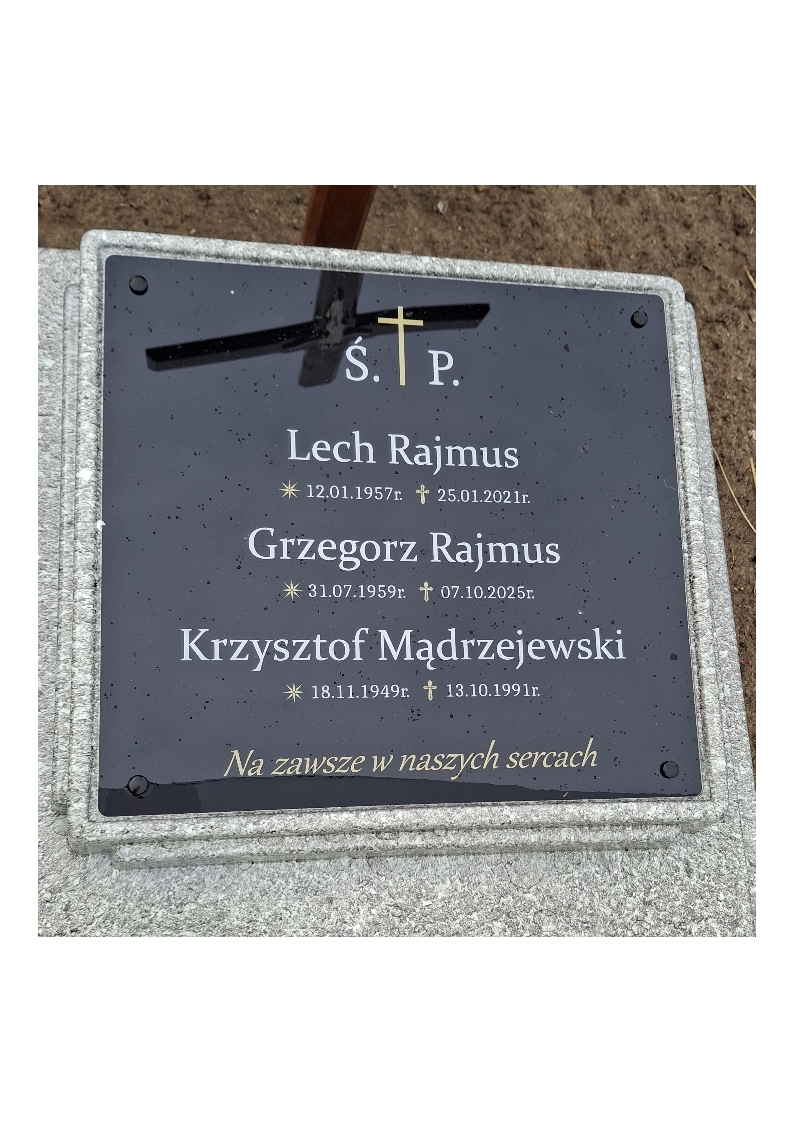 Ś. P.
Lech Rajmus
12.01.1957r. 25.01.2021r.
Grzegorz Rajmus
31.07.1959r. 07.10.2025r.
Krzysztof Mądrzejewski
18.11.1949r. 13.10.1991r.
Na zawsze w naszych sercach